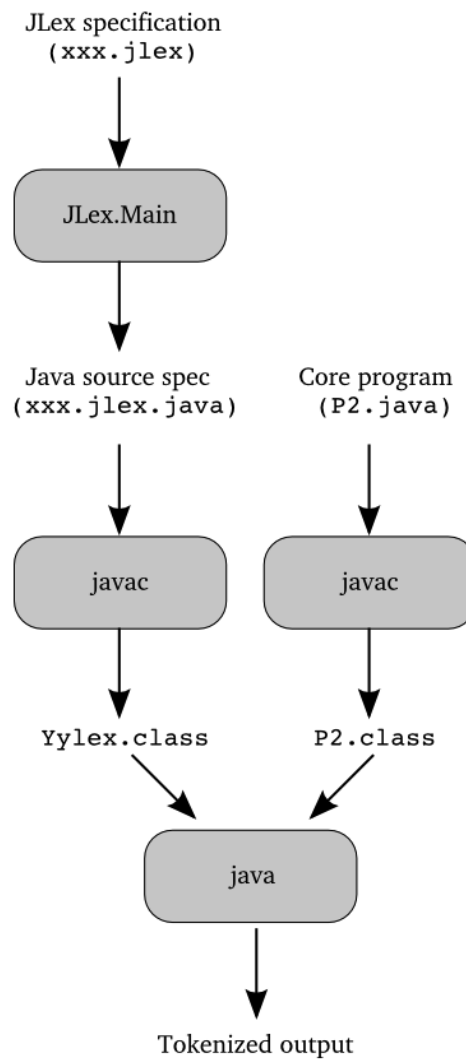 JLex specification
(xxx.jlex)
JLex.Main
Java source spec
(xxx.jlex.java)
Core program
(P2.java)
javac
javac
Yylex.class
P2.class
java
Tokenized output